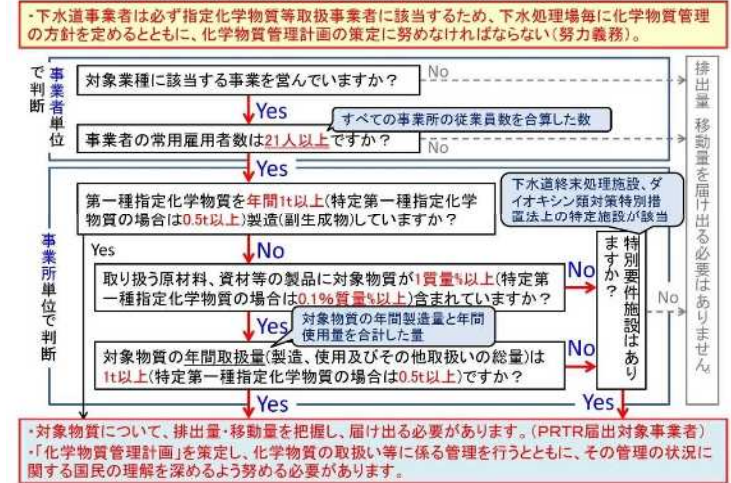 ・下水道事業者は必ず指定化学物質等取扱事業者に該当するため、下水処理場毎に化学物質管理
の方針を定めるとともに、化学物質管理計画の策定に努めなければならない(努力義務)。
事業者単位
で判断
対象業種に該当する事業を営んでいますか？
No
Yes
すべての事業所の従業員数を合算した数
事業者の常用雇用者数は21人以上ですか？
No
Yes
排出量 移動量を届け出る必要はありません。
事業所単位で判断
第一種指定化学物質を年間1t以上(特定第一種指定化学
物質の場合は0.5t以上)製造(副生成物)していますか？
下水道終末処理施設、ダ
イオキシン類対策特別措
置法上の特定施設が該当
特別要件施設はあり
ますか？
Yes
No
取り扱う原材料、資材等の製品に対象物質が1質量%以上(特定第
一種指定化学物質の場合は0.1%質量%以上)含まれていますか？
No
No
Yes
対象物質の年間製造量と年間
使用量を合計した量
対象物質の年間取扱量(製造、使用及びその他取扱いの総量)は
1t以上(特定第一種指定化学物質の場合は0.5t以上)ですか？
No
Yes
Yes
・対象物質について、排出量・移動量を把握し、届け出る必要があります。(PRTR届出対象事業者)
・「化学物質管理計画」を策定し、化学物質の取扱い等に係る管理を行うとともに、その管理の状況に
関する国民の理解を深めるよう努める必要があります。